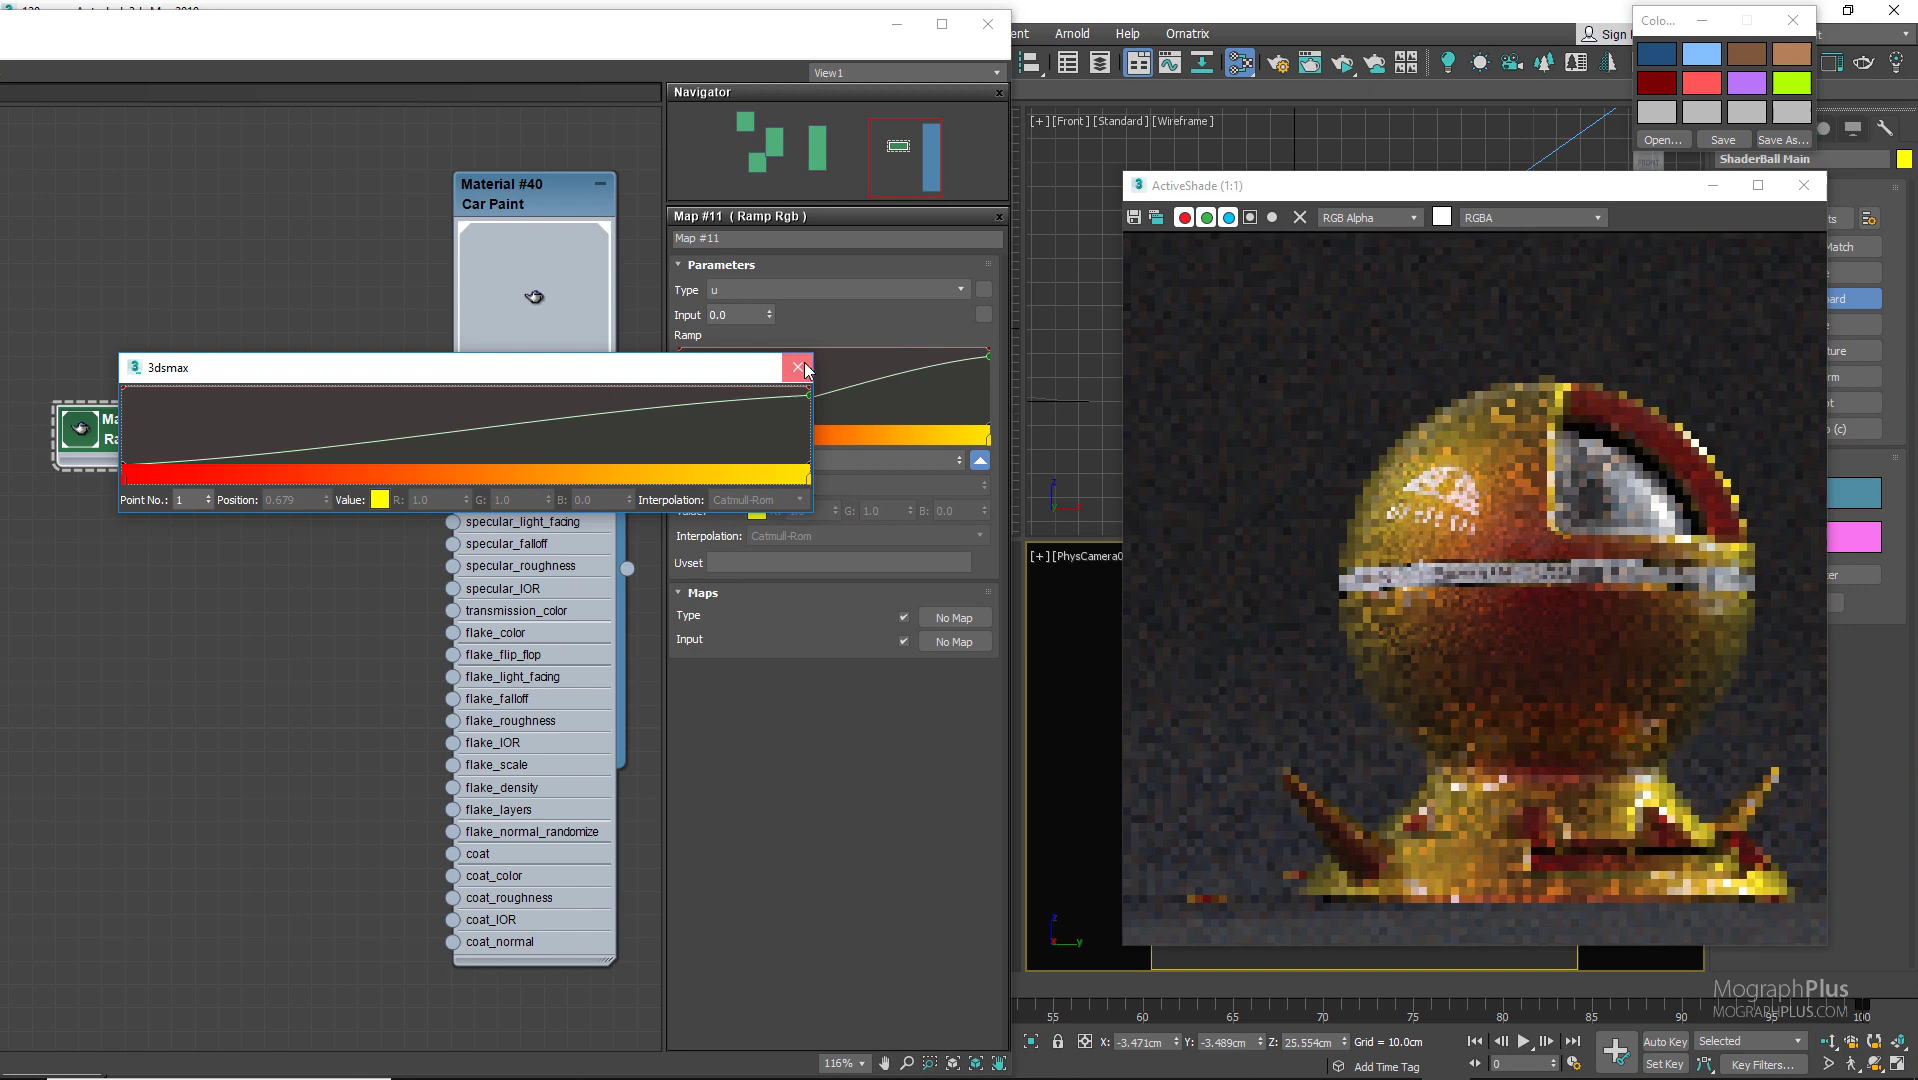 Arnold Help Ornatrix
Sign
Colo...
View1
Navigator
Open... Save Save As...
[+] [Front] [Standard] [Wireframe]
FRONT
ShaderBall Main
Material #40
Car Paint
ActiveShade (1:1)
Map #11 ( Ramp Rgb )
RGB Alpha RGBA
Map #11
Parameters
Type u
Input 0.0
Ramp
3dsmax
Point No.: 1 Position: 0.679 Value: R: 1.0 G: 1.0 B: 0.0 Interpolation: Catmull-Rom
G: 1.0 B: 0.0
Interpolation: Catmull-Rom
Uvset
Maps
Type No Map
Input No Map
specular_light_facing
specular_falloff
specular_roughness
specular_IOR
transmission_color
flake_color
flake_flip_flop
flake_light_facing
flake_falloff
flake_roughness
flake_IOR
flake_scale
flake_density
flake_layers
flake_normal_randomize
coat
coat_color
coat_roughness
coat_IOR
coat_normal
[+] [PhysCamera0
z
z
x y
MographPlus
MOGRAPHPLUS.COM
55 60 65 70 75 80 85 90 95 100
X: -3.471cm Y: -3.489cm Z: 25.554cm Grid = 10.0cm
Auto Key Selected
116%
Add Time Tag
0
Set Key Key Filters...